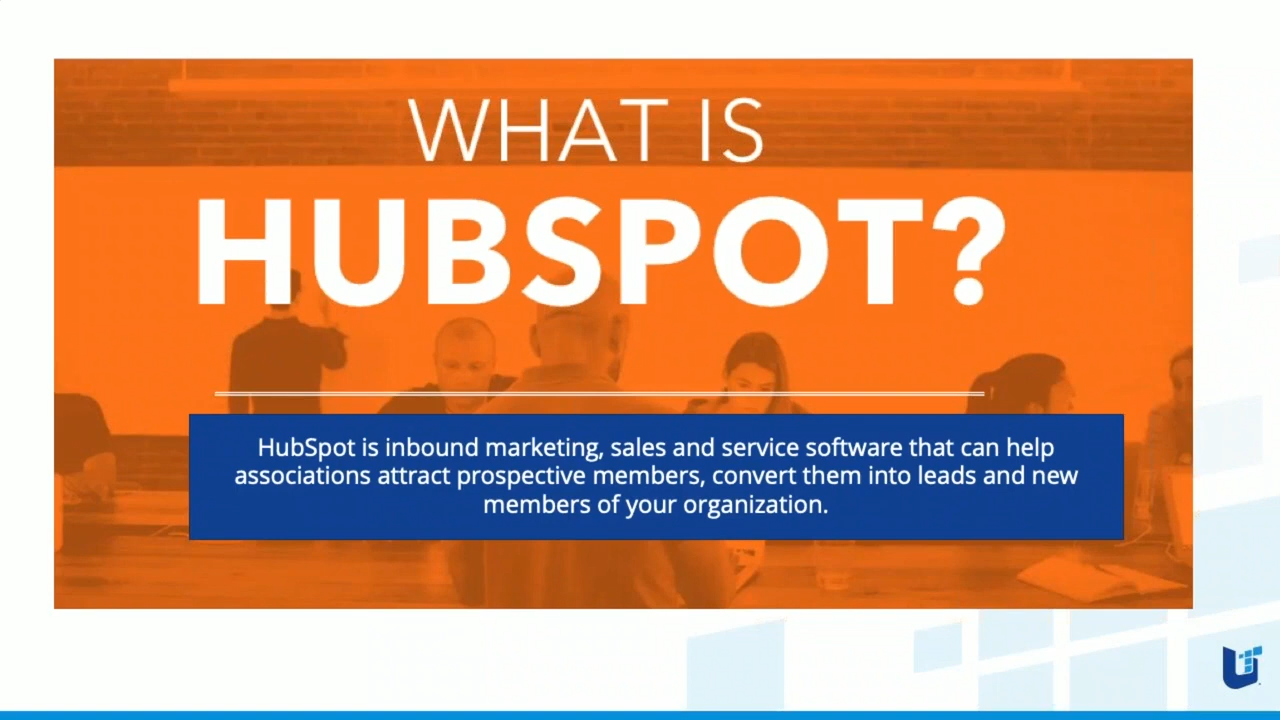 WHAT IS
HUBSPOT?
HubSpot is inbound marketing, sales and service software that can help
associations attract prospective members, convert them into leads and new
members of your organization.